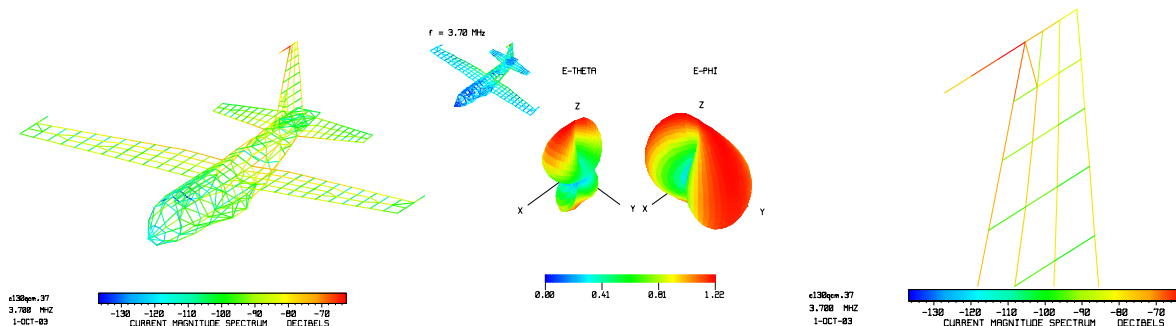 f = 3.70 MHz
E-THETA E-PHI
Z Z
X Y X Y
0.00 0.41 0.81 1.22
c130qcm.37
3.700 MHZ
1-OCT-03
-130 -120 -110 -100 -90 -80 -70
CURRENT MAGNITUDE SPECTRUM DECIBELS
c130qcm.37
3.700 MHZ
1-OCT-03
-130 -120 -110 -100 -90 -80 -70
CURRENT MAGNITUDE SPECTRUM DECIBELS